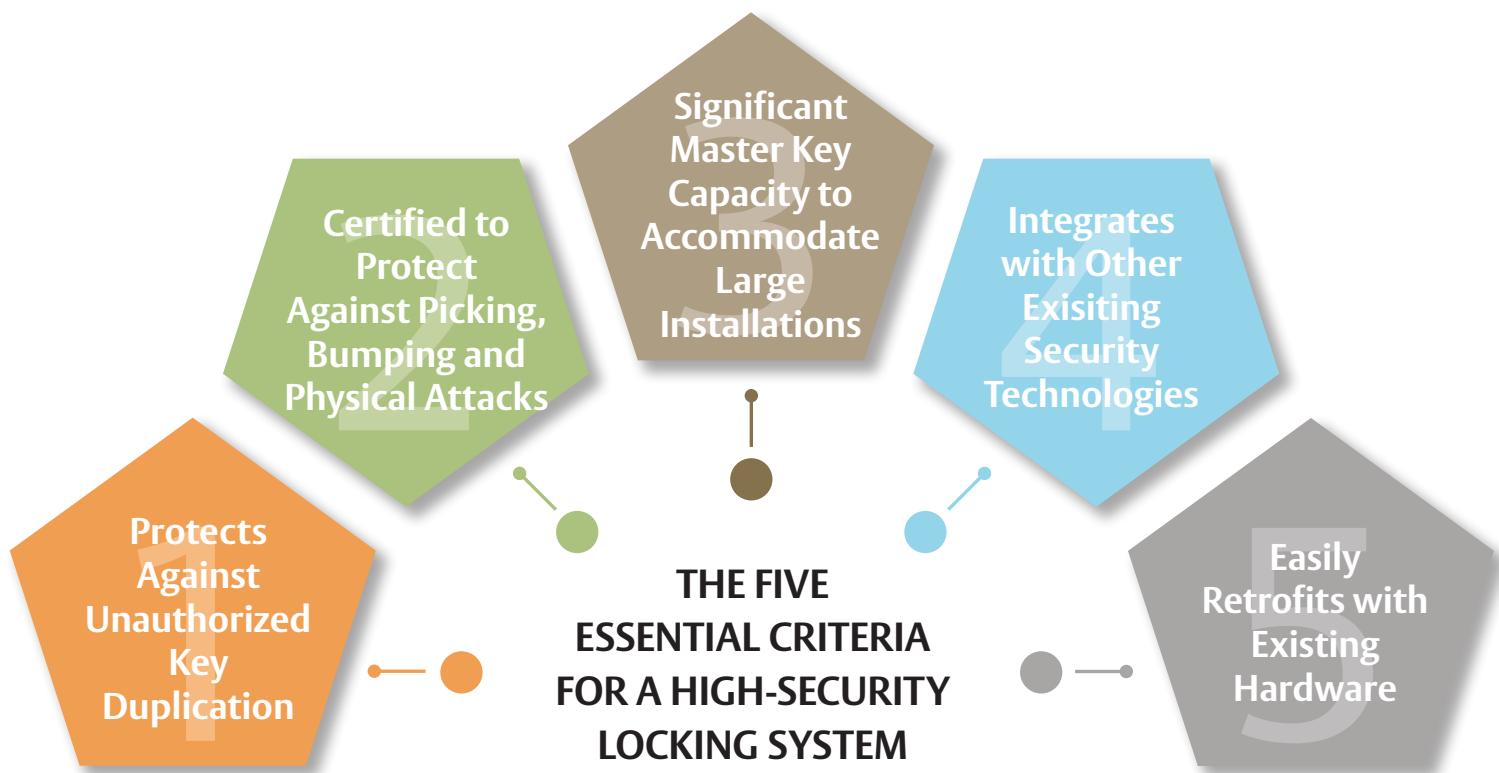 1
Protects
Against
Unauthorized
Key
Duplication
2
Certified to
Protect
Against Picking,
Bumping and
Physical Attacks
3
Significant
Master Key
Capacity to
Accommodate
Large
Installations
4
Integrates
with Other
Exisiting
Security
Technologies
5
Easily
Retrofits with
Existing
Hardware
THE FIVE
ESSENTIAL CRITERIA
FOR A HIGH-SECURITY
LOCKING SYSTEM